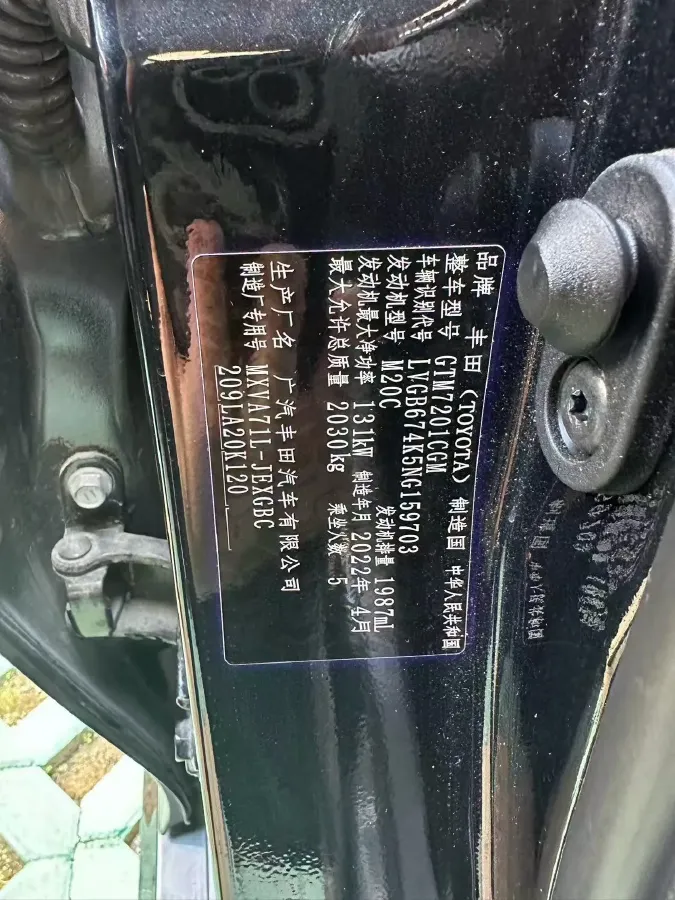 品牌 丰田 (TOYOTA) 制造国 中华人民共和国
整车型号 GTM7201CGM
车辆识别代号 LVGB674K5NG159703
发动机型号 M20C 发动机排量 1987mL
发动机最大净功率 131kW 制造年月 2022年 4月
最大允许总质量 2030kg 乘坐人数 5
生产厂名 广汽丰田汽车有限公司
制造厂专用号 MXVA71L-JEXGBC
209LA20K120